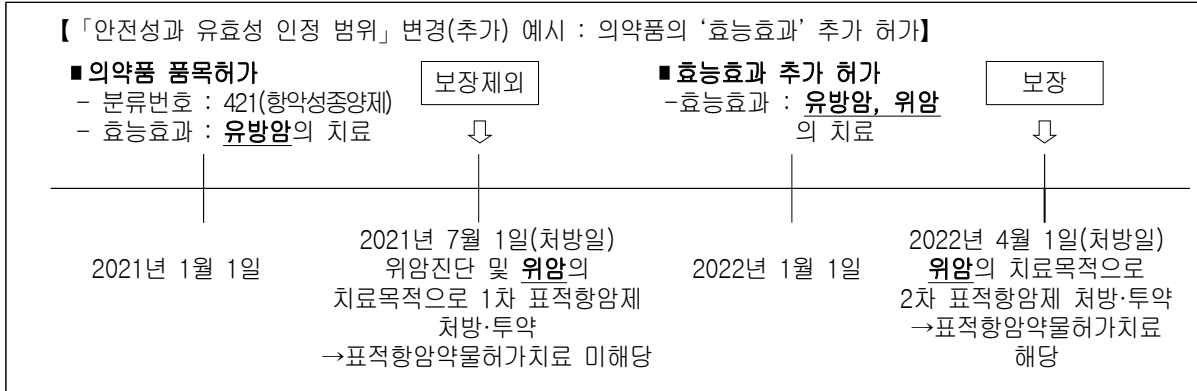 【「안전성과 유효성 인정 범위」 변경(추가) 예시 : 의약품의 ‘효능효과’ 추가 허가】
■ 의약품 품목허가
- 분류번호 : 421(항악성종양제)
- 효능효과 : 유방암의 치료
보장제외
⇩
■ 효능효과 추가 허가
-효능효과 : 유방암, 위암
의 치료
보장
⇩
2021년 1월 1일
2021년 7월 1일(처방일)
위암진단 및 위암의
치료목적으로 1차 표적항암제
처방·투약
→표적항암약물허가치료 미해당
2022년 1월 1일
2022년 4월 1일(처방일)
위암의 치료목적으로
2차 표적항암제 처방·투약
→표적항암약물허가치료
해당